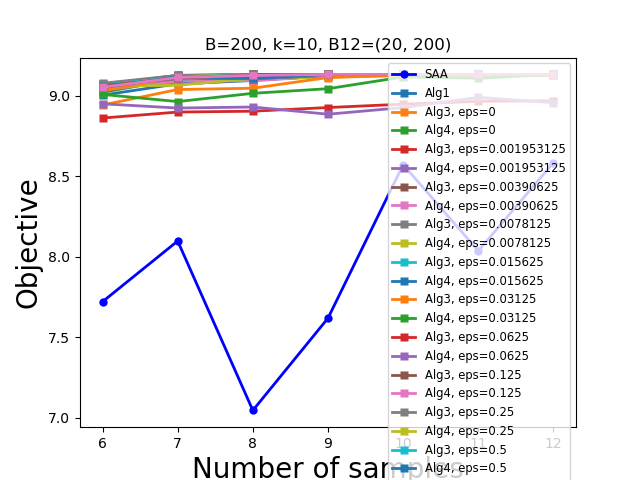 B=200, k=10, B12=(20, 200)
Objective
9.0
8.5
8.0
7.5
7.0
SAA
Alg1
Alg3, eps=0
Alg4, eps=0
Alg3, eps=0.001953125
Alg4, eps=0.001953125
Alg3, eps=0.00390625
Alg4, eps=0.00390625
Alg3, eps=0.0078125
Alg4, eps=0.0078125
Alg3, eps=0.015625
Alg4, eps=0.015625
Alg3, eps=0.03125
Alg4, eps=0.03125
Alg3, eps=0.0625
Alg4, eps=0.0625
Alg3, eps=0.125
Alg4, eps=0.125
Alg3, eps=0.25
Alg4, eps=0.25
Alg3, eps=0.5
Alg4, eps=0.5
6 7 8 9 10 11 12
Number of samples